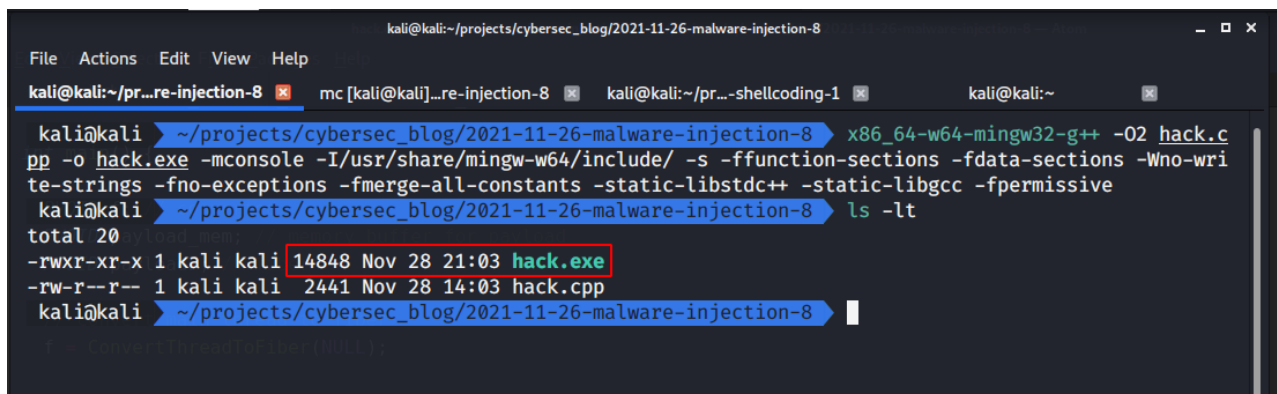 kali@kali:~/projects/cybersec_blog/2021-11-26-malware-injection-8
File Actions Edit View Help
kali@kali:~/pr...re-injection-8 mc [kali@kali]...re-injection-8 kali@kali:~/pr...-shellcoding-1 kali@kali:~
kali@kali ~/projects/cybersec_blog/2021-11-26-malware-injection-8 x86_64-w64-mingw32-g++ -O2 hack.c
pp -o hack.exe -mconsole -I/usr/share/mingw-w64/include/ -s -ffunction-sections -fdata-sections -Wno-wri
te-strings -fno-exceptions -fmerge-all-constants -static-libstdc++ -static-libgcc -fpermissive
kali@kali ~/projects/cybersec_blog/2021-11-26-malware-injection-8 ls -lt
total 20
-rwxr-xr-x 1 kali kali 14848 Nov 28 21:03 hack.exe
-rw-r--r-- 1 kali kali 2441 Nov 28 14:03 hack.cpp
kali@kali ~/projects/cybersec_blog/2021-11-26-malware-injection-8
f = ConvertThreadToFiber(NULL);